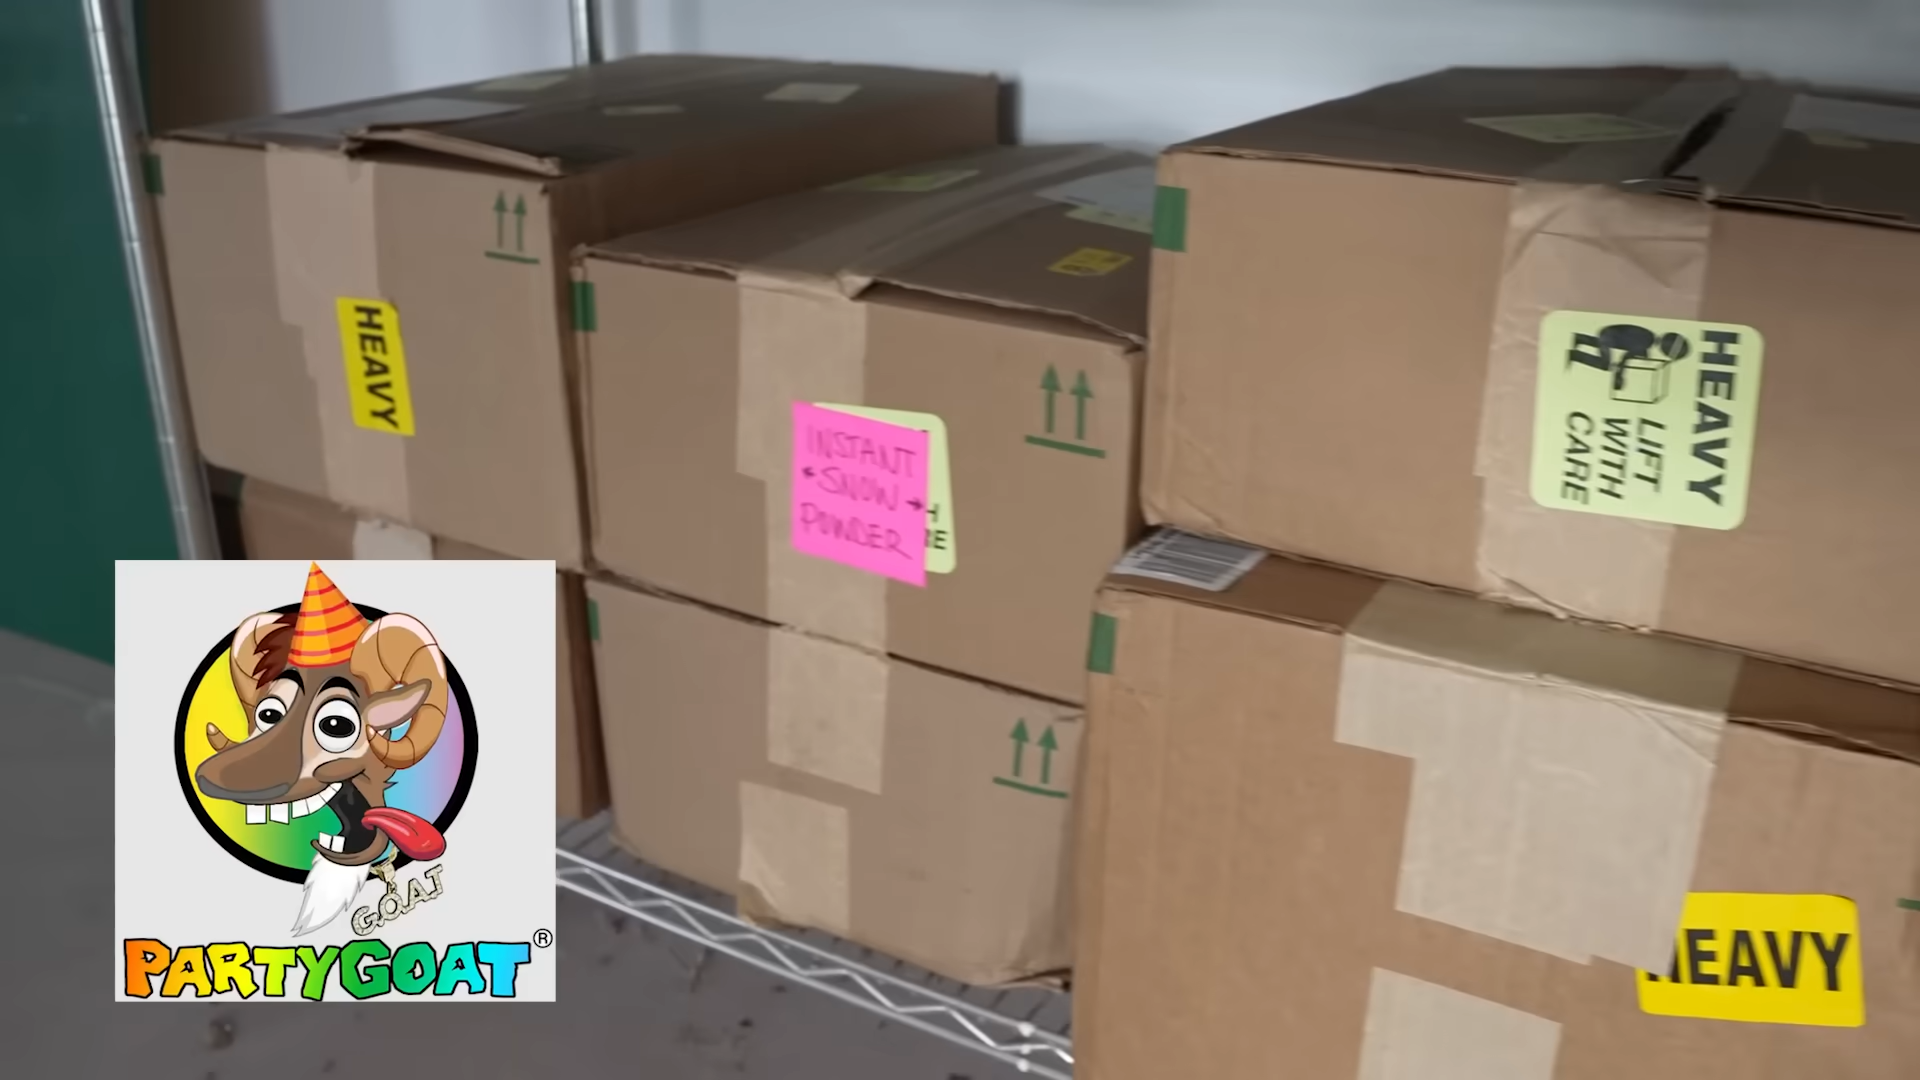 HEAVY
INSTANT
SNOW
POWDER
HEAVY
LIFT
WITH
CARE
HEAVY
G.O.A.T
PARTYGOAT®